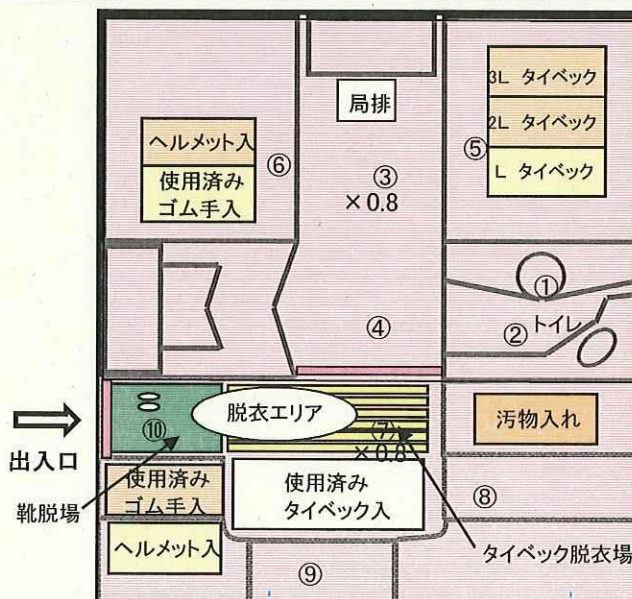 局排
3L タイベック
2L タイベック
L タイベック
ヘルメット入
使用済み
ゴム手入
⑥
③
×0.8
⑤
①
②
トイレ
④
脱衣エリア
⑩
⑦
×0.8
汚物入れ
出入口
靴脱場
使用済み
ゴム手入
使用済み
タイベック入
⑧
ヘルメット入
⑨
タイベック脱衣場